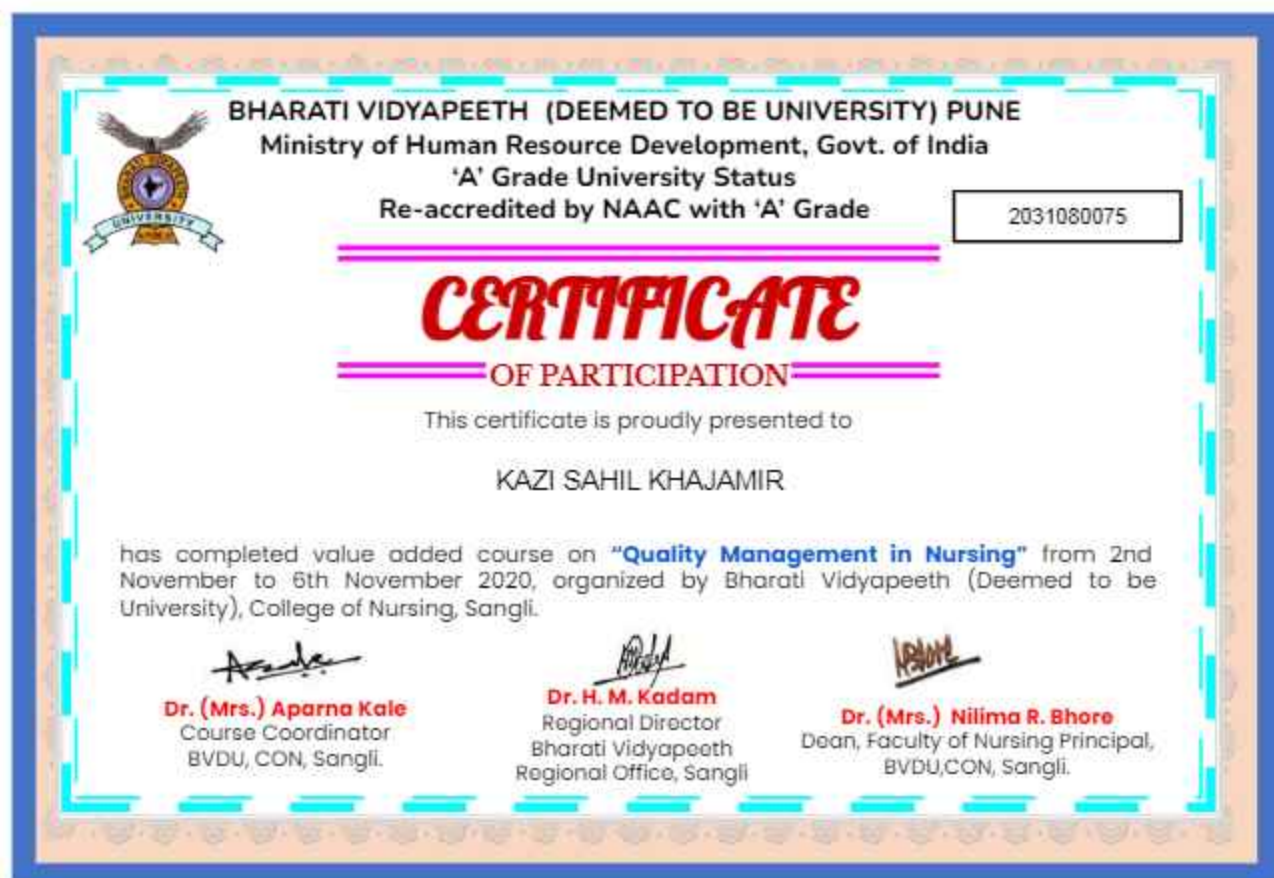 BHARATI VIDYAPEETH (DEEMED TO BE UNIVERSITY) PUNE
Ministry of Human Resource Development, Govt. of India
‘A’ Grade University Status
Re-accredited by NAAC with ‘A’ Grade
2031080075
BHARATI VIDYAPEETH
UNIVERSITY
CERTIFICATE
OF PARTICIPATION
This certificate is proudly presented to
KAZI SAHIL KHAJAMIR
has completed value added course on “Quality Management in Nursing” from 2nd
November to 6th November 2020, organized by Bharati Vidyapeeth (Deemed to be
University), College of Nursing, Sangli.
Dr. (Mrs.) Aparna Kale
Course Coordinator
BVDU, CON, Sangli.
Dr. H. M. Kadam
Regional Director
Bharati Vidyapeeth
Regional Office, Sangli
Dr. (Mrs.) Nilima R. Bhore
Dean, Faculty of Nursing Principal,
BVDU,CON, Sangli.